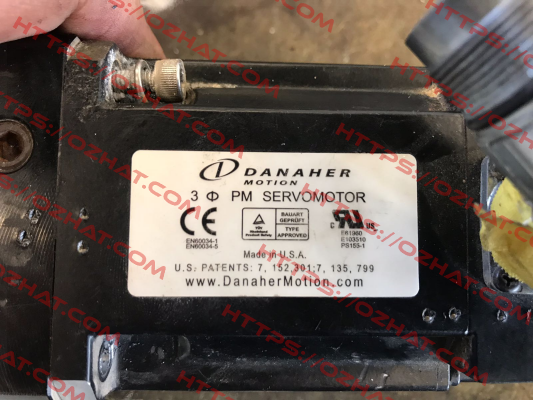 DANAHER
MOTION
3 Φ PM SERVOMOTOR
CE
EN60034-1
EN60034-5
BAUART
GEPRÜFT
TYPE
APPROVED
C US
E61960
E103510
PS153-1
Made in U.S.A.
U.S. PATENTS: 7, 152,301;7, 135, 799
www.DanaherMotion.com
HTTPS://OZHAT.COM